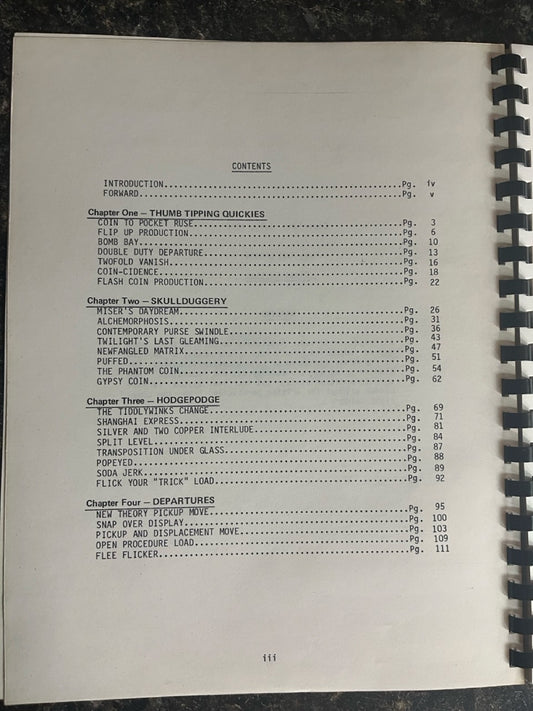 CONTENTS
INTRODUCTION..................................................Pg. iv
FORWARD.......................................................Pg. v
Chapter One — THUMB TIPPING QUICKIES
COIN TO POCKET RUSE...........................................Pg. 3
FLIP UP PRODUCTION............................................Pg. 6
BOMB BAY......................................................Pg. 10
DOUBLE DUTY DEPARTURE.........................................Pg. 13
TWOFOLD VANISH................................................Pg. 16
COIN-CIDENCE..................................................Pg. 18
FLASH COIN PRODUCTION.........................................Pg. 22
Chapter Two — SKULLDUGGERY
MISER'S DAYDREAM..............................................Pg. 26
ALCHEMORPHOSIS................................................Pg. 31
CONTEMPORARY PURSE SWINDLE....................................Pg. 36
TWILIGHT'S LAST GLEAMING......................................Pg. 43
NEWFANGLED MATRIX.............................................Pg. 47
PUFFED........................................................Pg. 51
THE PHANTOM COIN..............................................Pg. 54
GYPSY COIN....................................................Pg. 62
Chapter Three — HODGEPODGE
THE TIDDLYWINKS CHANGE........................................Pg. 69
SHANGHAI EXPRESS..............................................Pg. 71
SILVER AND TWO COPPER INTERLUDE...............................Pg. 81
SPLIT LEVEL...................................................Pg. 84
TRANSPOSITION UNDER GLASS.....................................Pg. 87
POPEYED.......................................................Pg. 88
SODA JERK.....................................................Pg. 89
FLICK YOUR "TRICK" LOAD.......................................Pg. 92
Chapter Four — DEPARTURES
NEW THEORY PICKUP MOVE........................................Pg. 95
SNAP OVER DISPLAY.............................................Pg. 100
PICKUP AND DISPLACEMENT MOVE..................................Pg. 103
OPEN PROCEDURE LOAD...........................................Pg. 109
FLEE FLICKER..................................................Pg. 111
iii